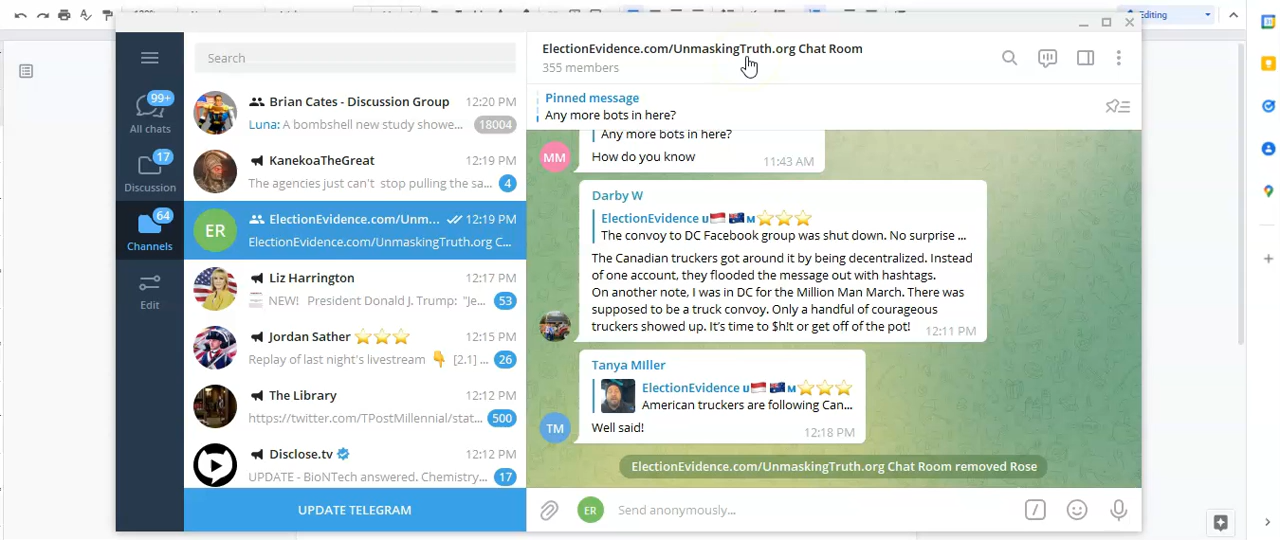 Editing
Search
ElectionEvidence.com/UnmaskingTruth.org Chat Room
355 members
99+
All chats
17
Discussion
64
Channels
Edit
Brian Cates - Discussion Group 12:20 PM
Luna: A bombshell new study showe... 18004
KanekoaTheGreat 12:19 PM
The agencies just can't stop pulling the sa... 4
ER
ElectionEvidence.com/Unm... 12:19 PM
ElectionEvidence.com/UnmaskingTruth.org C...
Liz Harrington 12:17 PM
NEW! President Donald J. Trump: "Je... 53
Jordan Sather ⭐⭐⭐ 12:15 PM
Replay of last night's livestream 👇 [2.1] ... 26
The Library 12:12 PM
https://twitter.com/TPostMillennial/stat... 500
Disclose.tv 12:12 PM
UPDATE - BioNTech answered. Chemistry... 17
UPDATE TELEGRAM
Pinned message
Any more bots in here?
Any more bots in here?
MM
How do you know 11:43 AM
Darby W
ElectionEvidence ᴜ🇮🇩 🇦🇺ᴍ⭐⭐⭐
The convoy to DC Facebook group was shut down. No surprise ...
The Canadian truckers got around it by being decentralized. Instead
of one account, they flooded the message out with hashtags.
On another note, I was in DC for the Million Man March. There was
supposed to be a truck convoy. Only a handful of courageous
truckers showed up. It's time to $h!t or get off of the pot! 12:11 PM
Tanya MIller
ElectionEvidence ᴜ🇮🇩 🇦🇺ᴍ⭐⭐⭐
American truckers are following Can...
TM
Well said! 12:18 PM
ElectionEvidence.com/UnmaskingTruth.org Chat Room removed Rose
ER
Send anonymously...